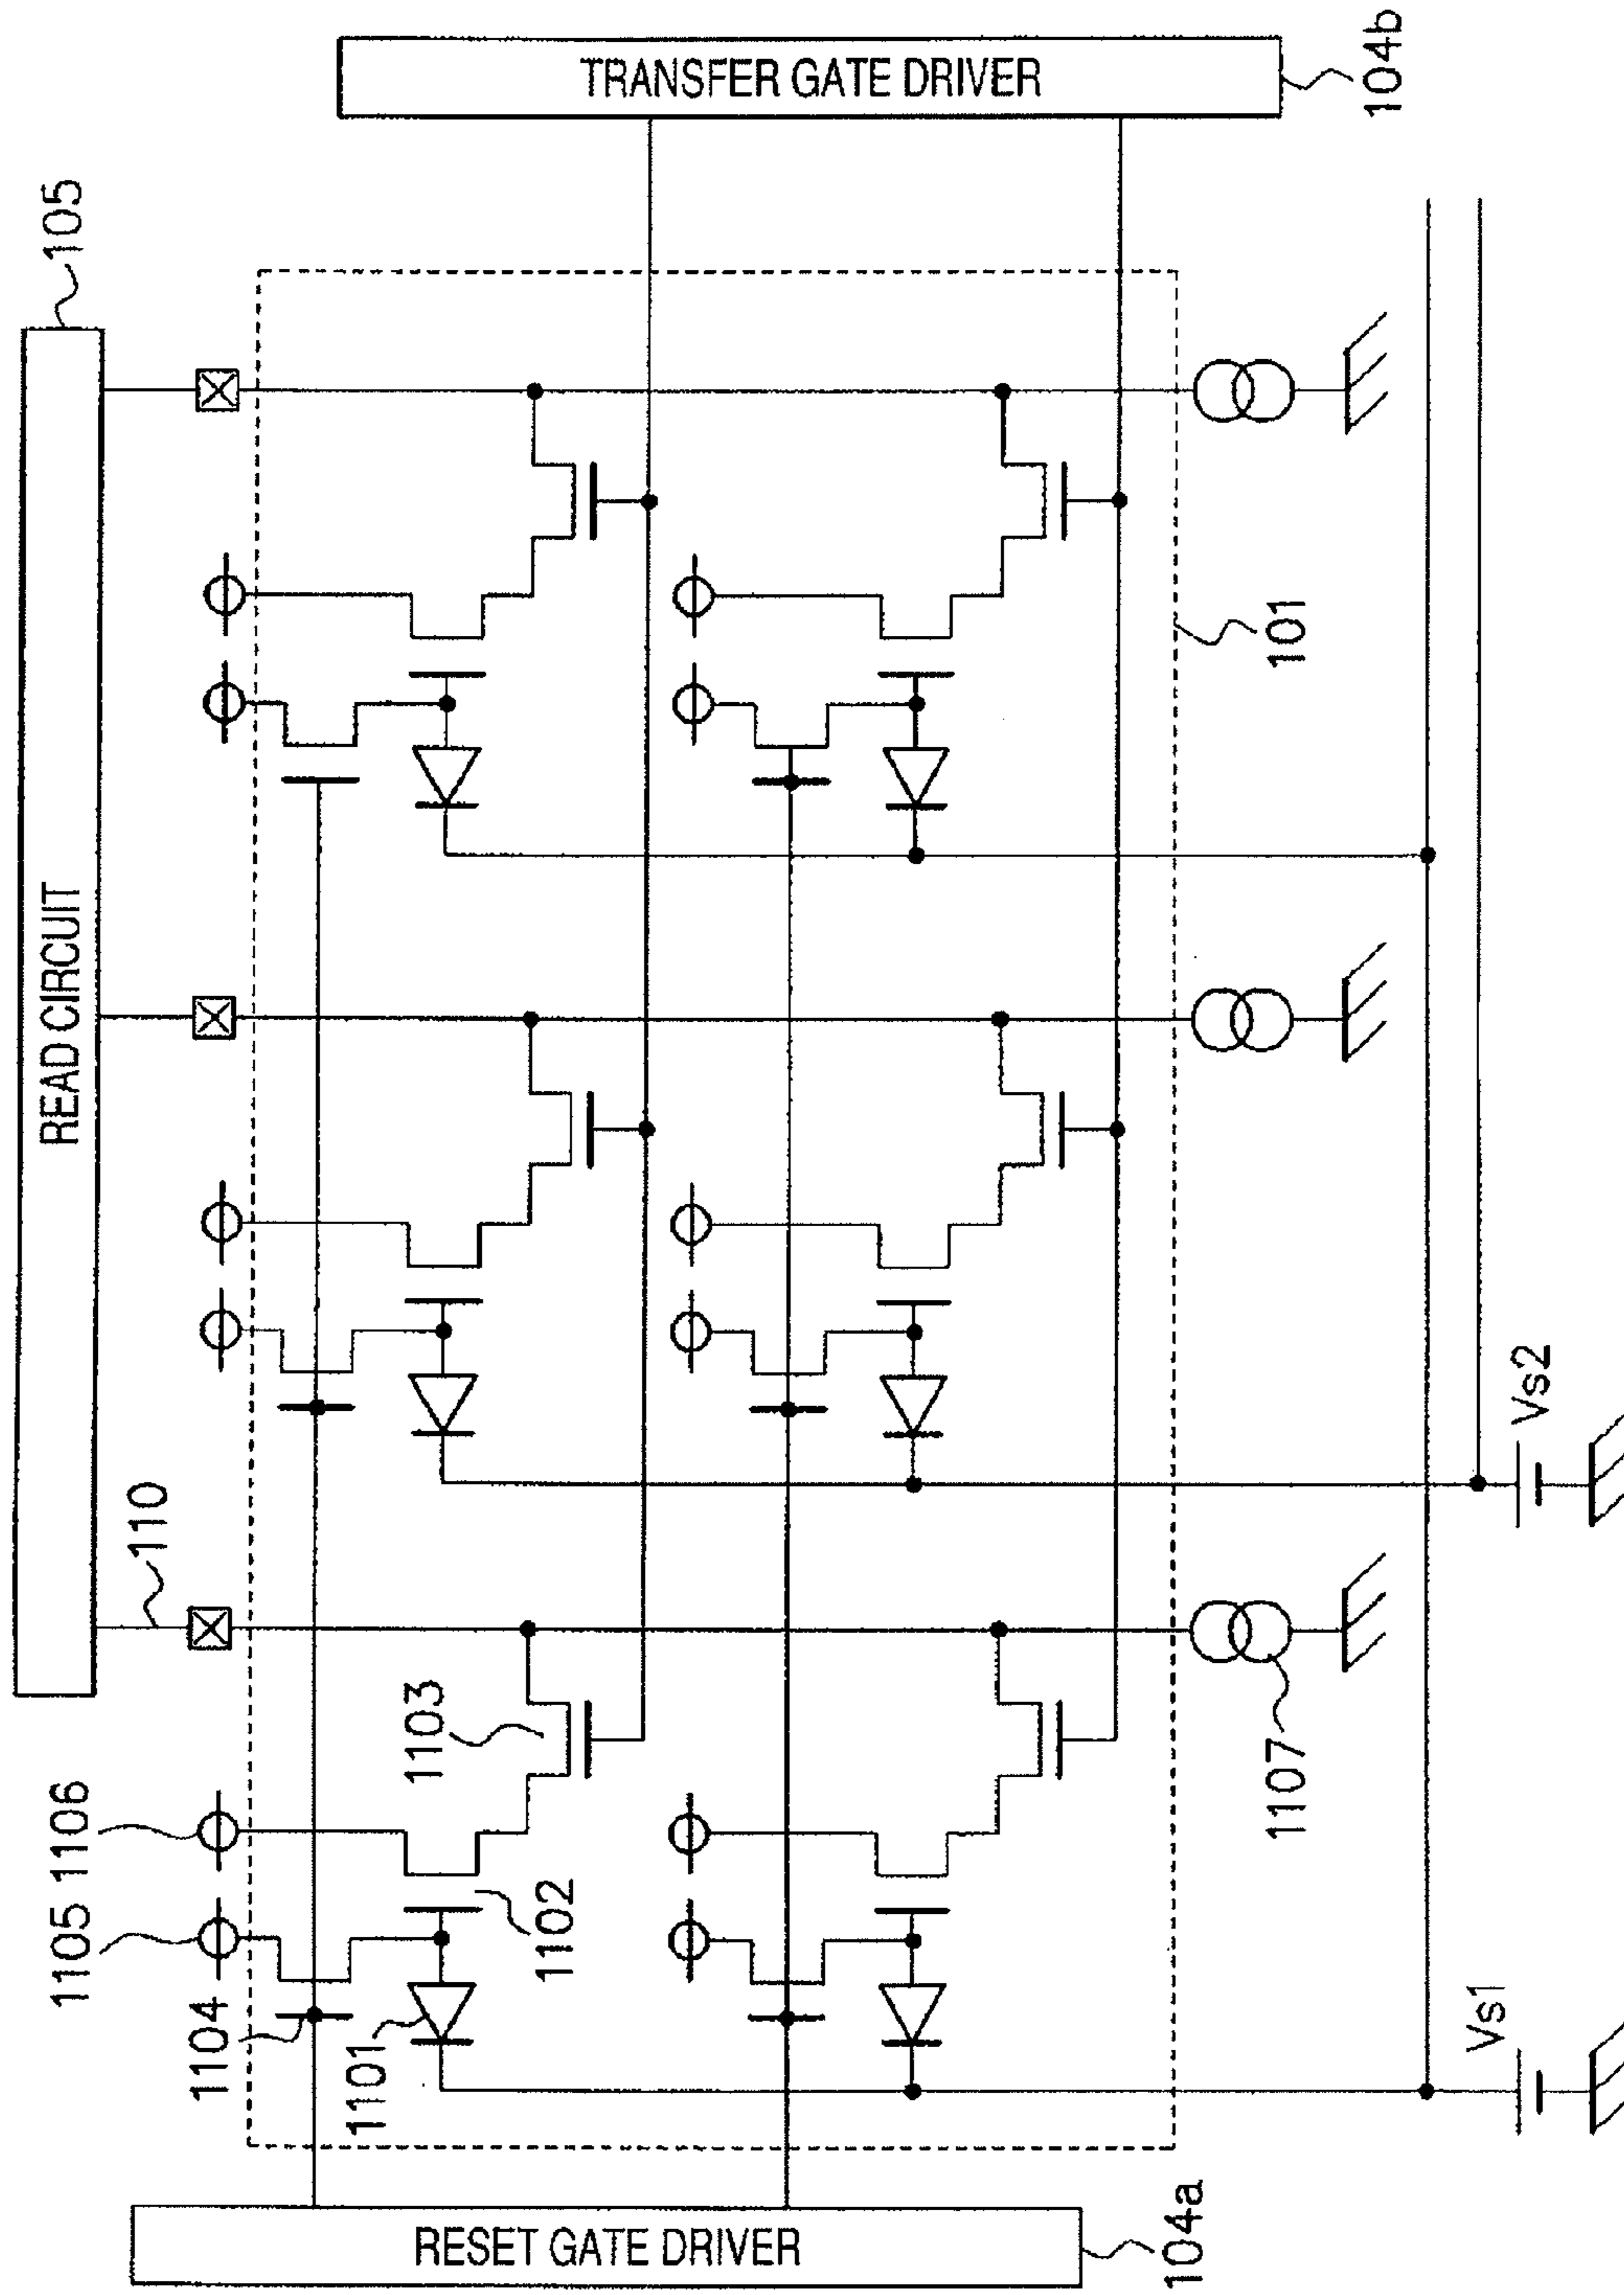 READ CIRCUIT
105
110
1105
1106
1104
1101
1102
1103
RESET GATE DRIVER
104a
TRANSFER GATE DRIVER
104b
101
1107
Vs1
Vs2